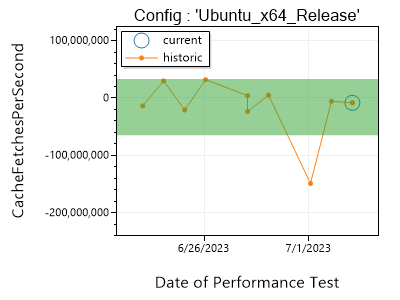 Config : 'Ubuntu_x64_Release'
current
historic
CacheFetchesPerSecond
100,000,000
0
-100,000,000
-200,000,000
6/26/2023
7/1/2023
Date of Performance Test